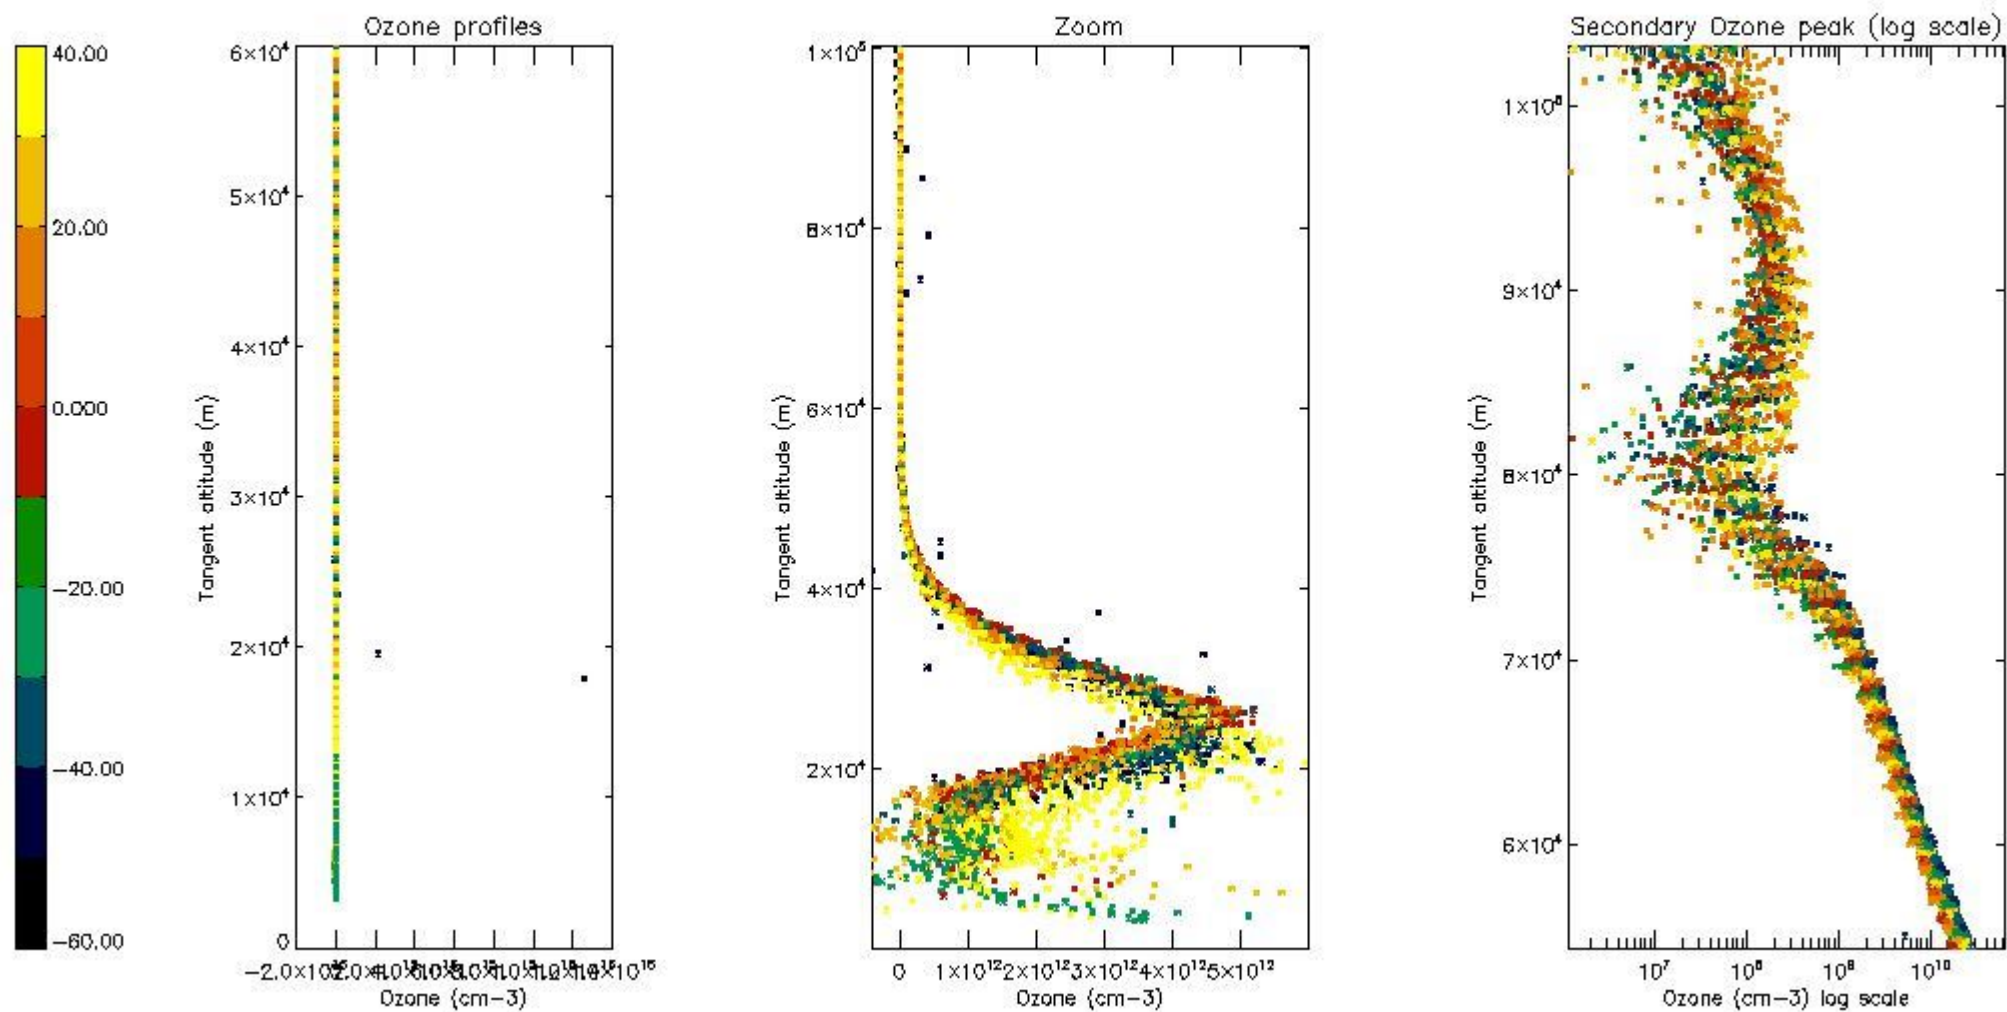 Ozone profiles
Zoom
Secondary Ozone peak (log scale)
40.00
20.00
0.000
-20.00
-40.00
-60.00
6×10⁴
5×10⁴
4×10⁴
3×10⁴
2×10⁴
1×10⁴
0
Tangent altitude (m)
Ozone (cm-3)
1×10⁵
8×10⁴
6×10⁴
4×10⁴
2×10⁴
Tangent altitude (m)
0 1×10¹² 2×10¹² 3×10¹² 4×10¹² 5×10¹²
Ozone (cm-3)
9×10⁴
8×10⁴
7×10⁴
6×10⁴
Tangent altitude (m)
10⁷ 10⁸ 10⁹ 10¹⁰
Ozone (cm-3) log scale